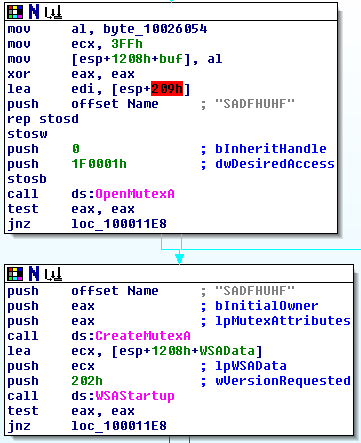 mov al, byte_10026054
mov ecx, 3FFh
mov [esp+1208h+buf], al
xor eax, eax
lea edi, [esp+209h]
push offset Name ; "SADFHUHF"
rep stosd
stosw
push 0 ; bInheritHandle
push 1F0001h ; dwDesiredAccess
stosb
call ds:OpenMutexA
test eax, eax
jnz loc_100011E8
push offset Name ; "SADFHUHF"
push eax ; bInitialOwner
push eax ; lpMutexAttributes
call ds:CreateMutexA
lea ecx, [esp+1208h+WSAData]
push ecx ; lpWSAData
push 202h ; wVersionRequested
call ds:WSAStartup
test eax, eax
jnz loc_100011E8